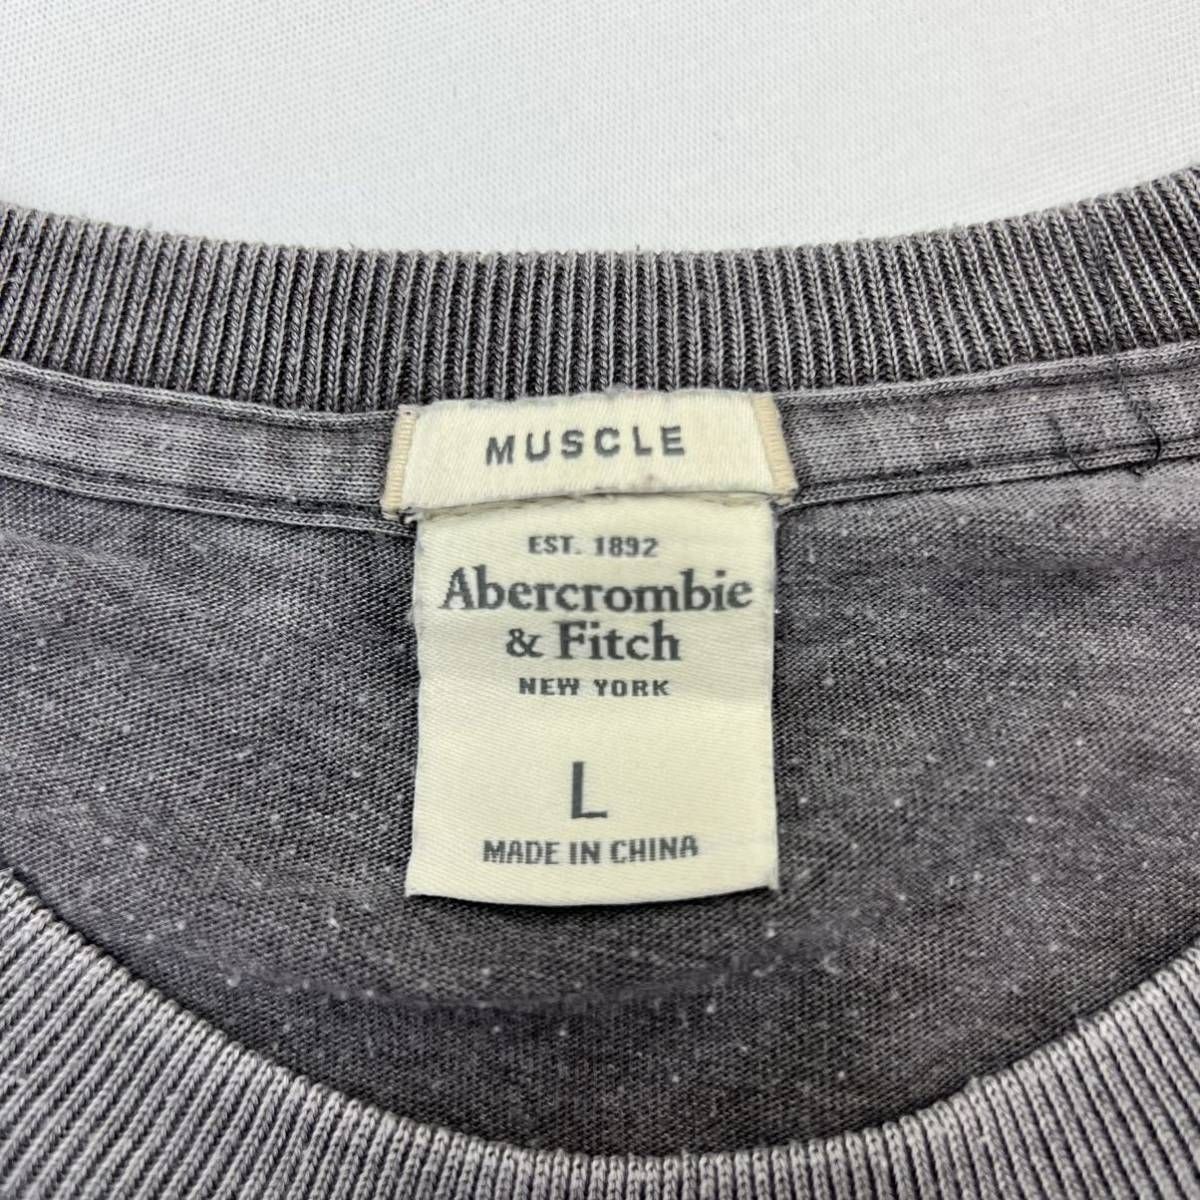 MUSCLE
EST. 1892
Abercrombie
& Fitch
NEW YORK
L
MADE IN CHINA